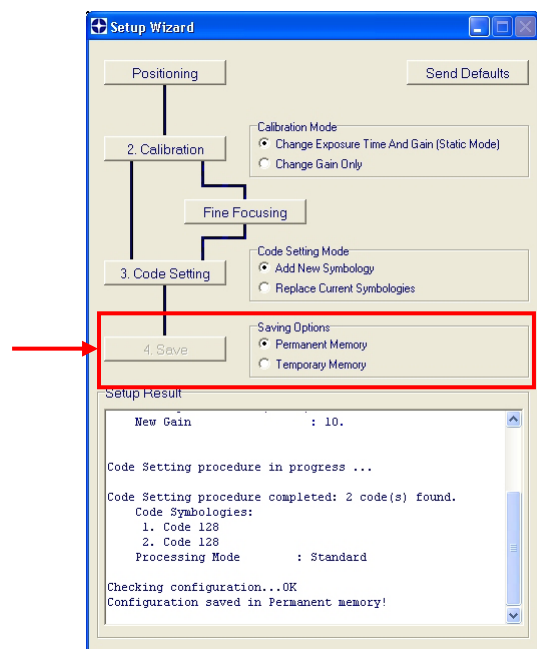 Setup Wizard
Positioning
Send Defaults
Calibration Mode
2. Calibration
Change Exposure Time And Gain (Static Mode)
Change Gain Only
Fine Focusing
Code Setting Mode
3. Code Setting
Add New Symbology
Replace Current Symbologies
Saving Options
4. Save
Permanent Memory
Temporary Memory
Setup Result
New Gain : 10.
Code Setting procedure in progress ...
Code Setting procedure completed: 2 code(s) found.
Code Symbologies:
1. Code 128
2. Code 128
Processing Mode : Standard
Checking configuration...OK
Configuration saved in Permanent memory!